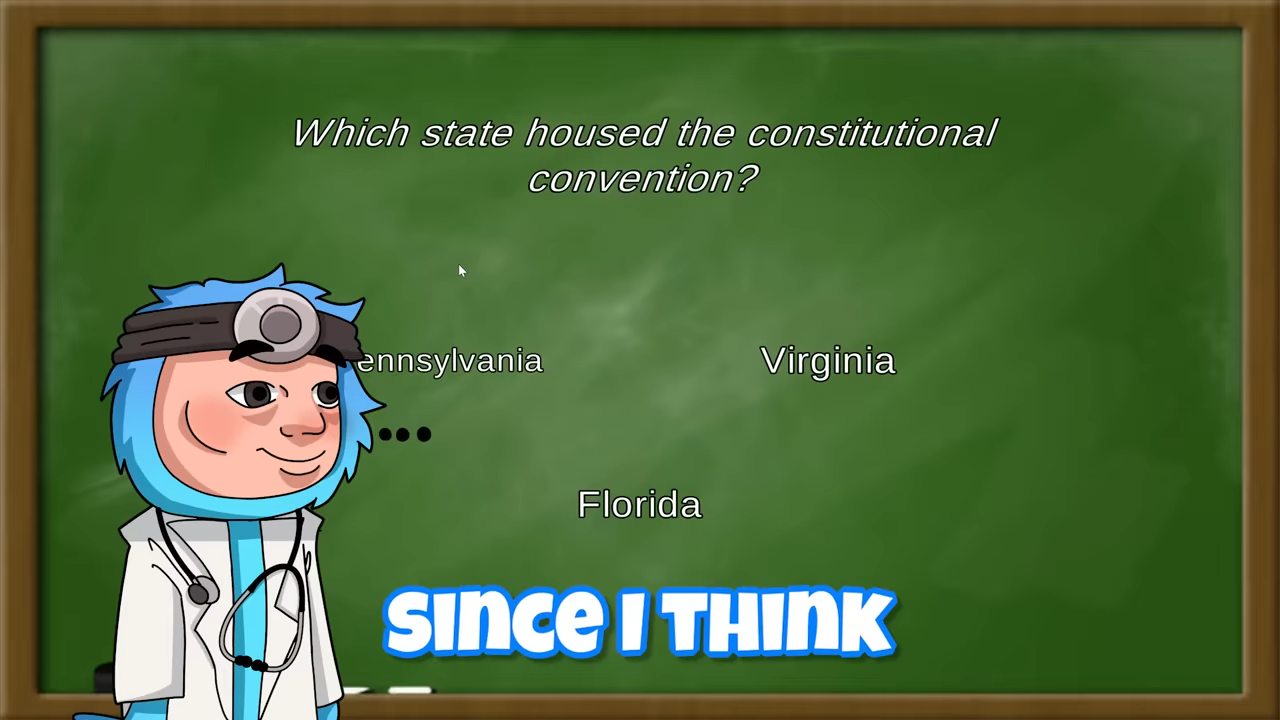 Which state housed the constitutional
convention?
ennsylvania
Virginia
Florida
SINCE I THINK